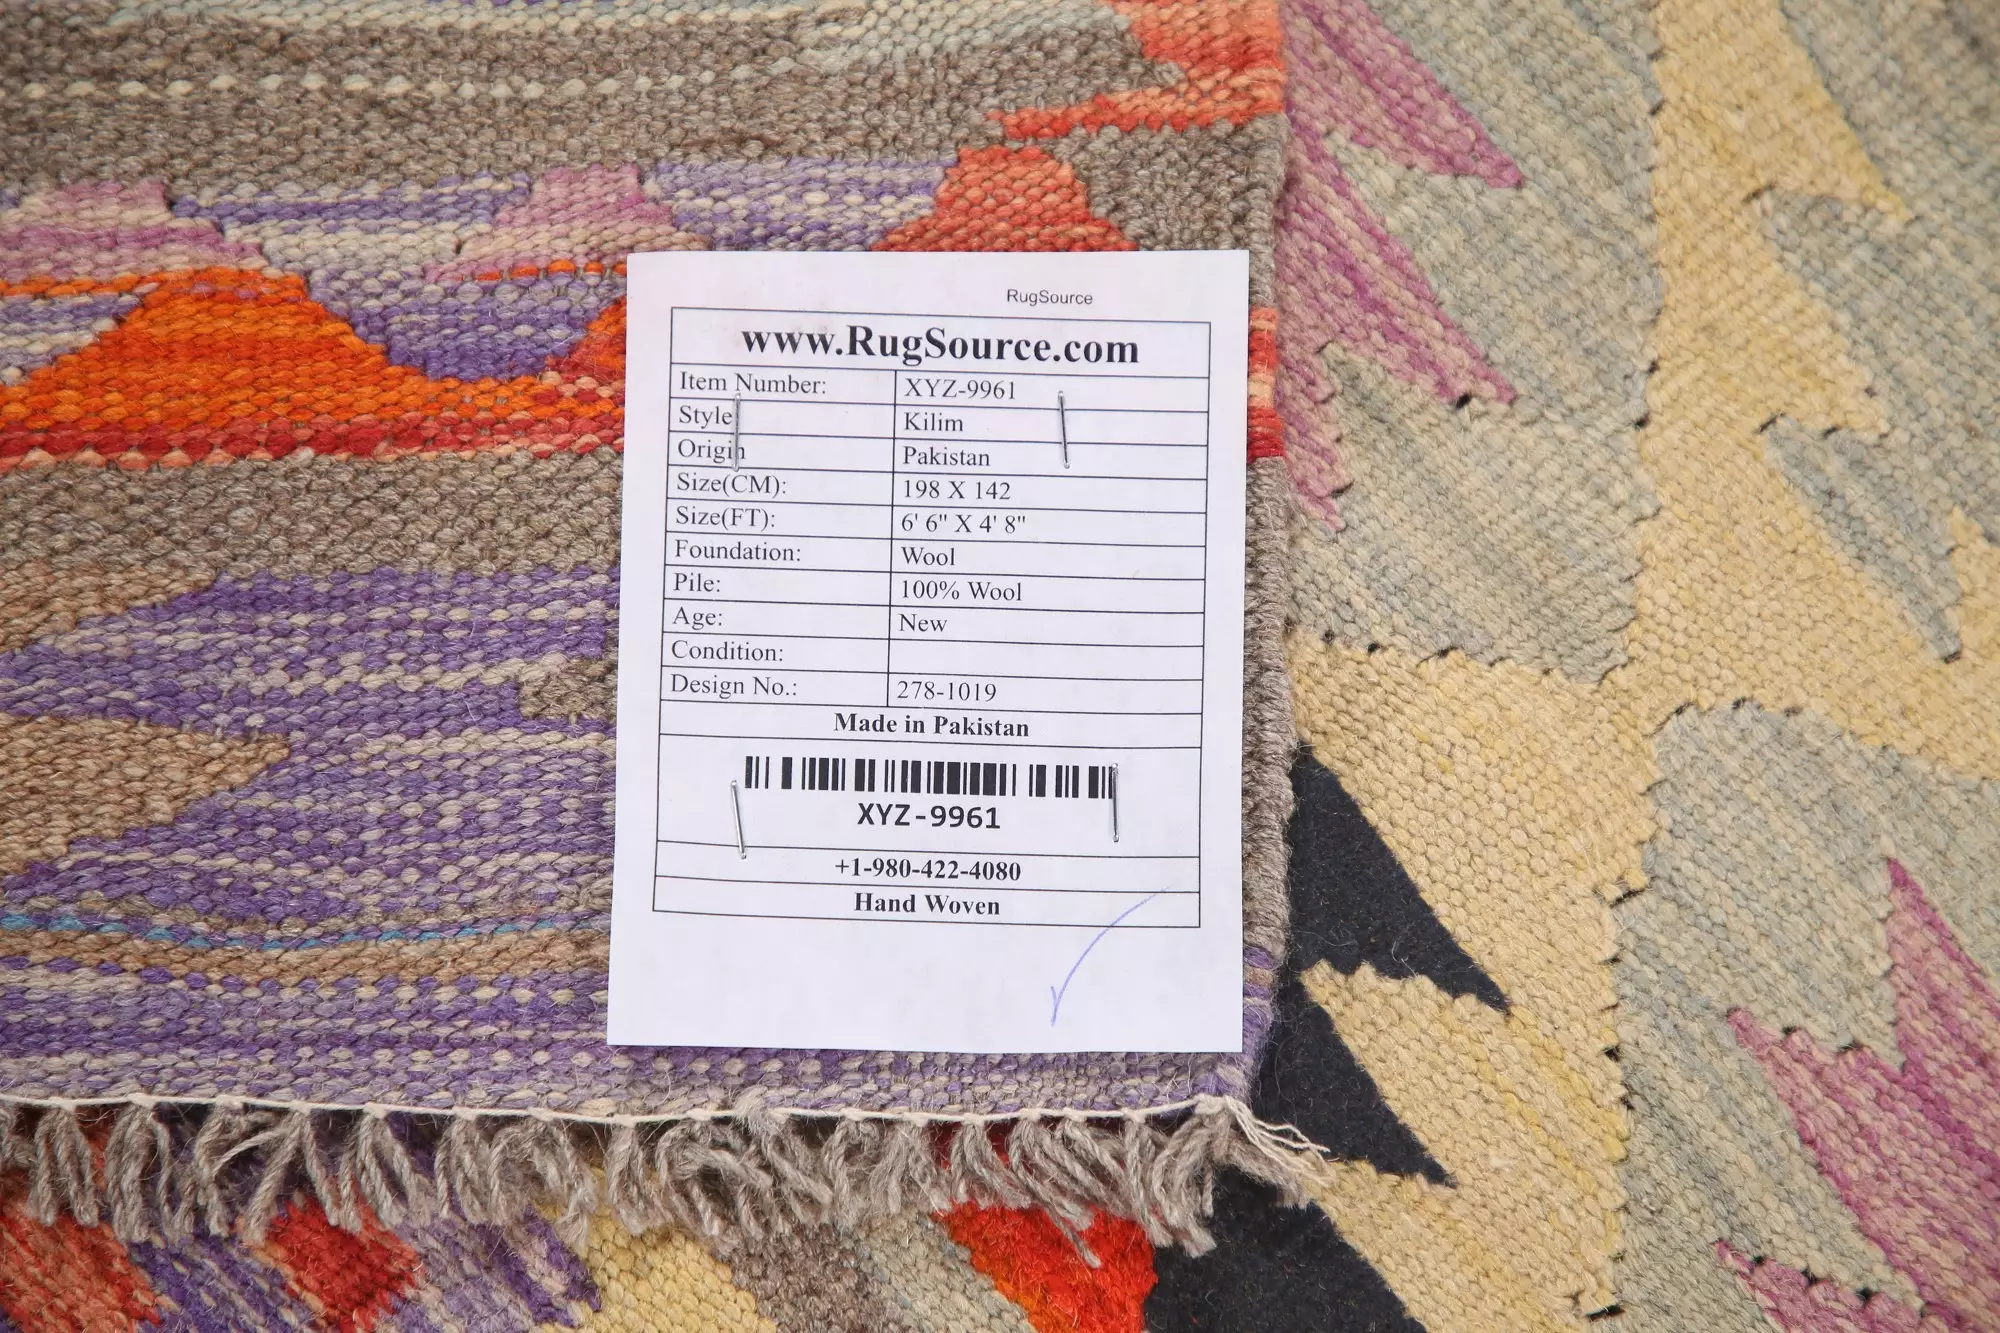 RugSource
www.RugSource.com
Item Number: XYZ-9961
Style Kilim
Origin Pakistan
Size(CM): 198 X 142
Size(FT): 6' 6" X 4' 8"
Foundation: Wool
Pile: 100% Wool
Age: New
Condition:
Design No.: 278-1019
Made in Pakistan
XYZ-9961
+1-980-422-4080
Hand Woven